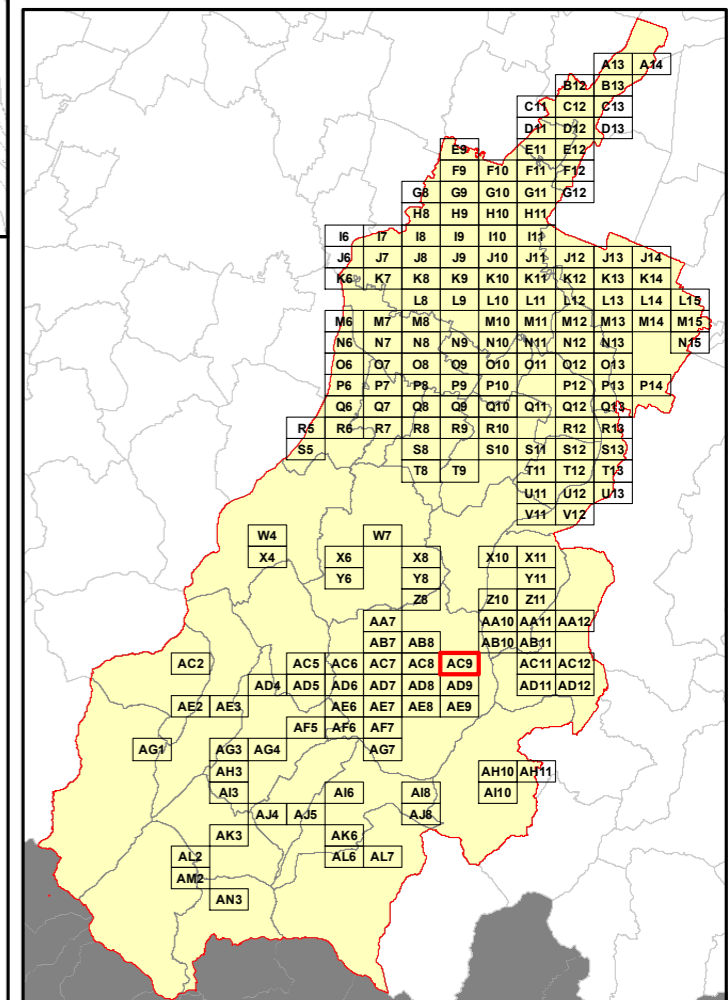 A13 A14
B12 B13
C11 C12 C13
D11 D12 D13
E9 E11 E12
F9 F10 F11 F12
G8 G9 G10 G11 G12
H8 H9 H10 H11
I6 I7 I8 I9 I10 I11
J6 J7 J8 J9 J10 J11 J12 J13 J14
K6 K7 K8 K9 K10 K11 K12 K13 K14
L8 L9 L10 L11 L12 L13 L14 L15
M6 M7 M8 M10 M11 M12 M13 M14 M15
N6 N7 N8 N9 N10 N11 N12 N13 N15
O6 O7 O8 O9 O10 O11 O12 O13
P6 P7 P8 P9 P10 P12 P13 P14
Q6 Q7 Q8 Q9 Q10 Q11 Q12 Q13
R5 R6 R7 R8 R9 R10 R12 R13
S5 S8 S10 S11 S12 S13
T8 T9 T11 T12 T13
U11 U12 U13
V11 V12
W4 W7
X4 X6 X8 X10 X11
Y6 Y8 Y11
Z8 Z10 Z11
AA7 AA10 AA11 AA12
AB7 AB8 AB10 AB11
AC2 AC5 AC6 AC7 AC8 AC9 AC11 AC12
AD4 AD5 AD6 AD7 AD8 AD9 AD11 AD12
AE2 AE3 AE6 AE7 AE8 AE9
AF5 AF6 AF7
AG1 AG3 AG4 AG7
AH3 AH10 AH11
AI3 AI6 AI8 AI10
AJ4 AJ5 AJ8
AK3 AK6
AL2 AL6 AL7
AM2
AN3